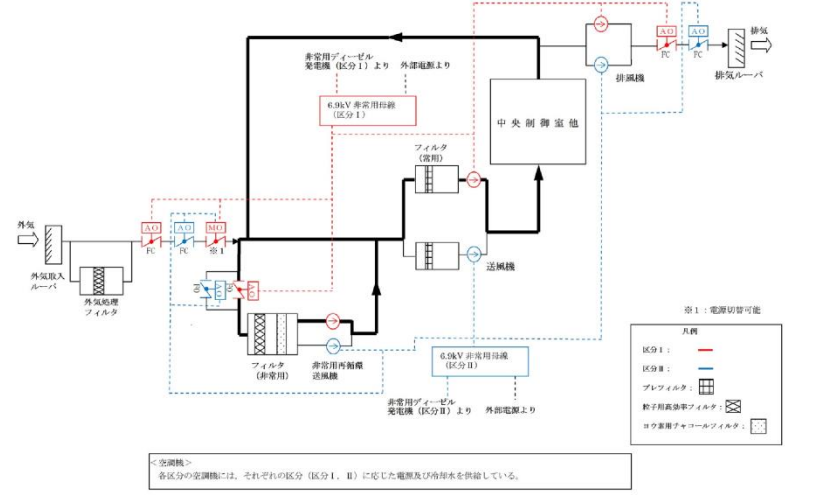 AO
AO
排気
FC
FC
排気ルーバ
排風機
非常用ディーゼル
発電機(区分Ⅰ)より
外部電源より
6.9kV 非常用母線
(区分Ⅰ)
中央制御室他
フィルタ
(常用)
外気
AO
AO
MO
FC
FC
※1
外気取入
ルーバ
外気処理
フィルタ
FO
AO
FO
AO
送風機
フィルタ
(非常用)
非常用再循環
送風機
6.9kV 非常用母線
(区分Ⅱ)
非常用ディーゼル
発電機(区分Ⅱ)より
外部電源より
※1:電源切替可能
凡例
区分Ⅰ:
区分Ⅱ:
プレフィルタ:
粒子用高効率フィルタ:
ヨウ素用チャコールフィルタ:
<空調機>
各区分の空調機には、それぞれの区分(区分Ⅰ、Ⅱ)に応じた電源及び冷却水を供給している。